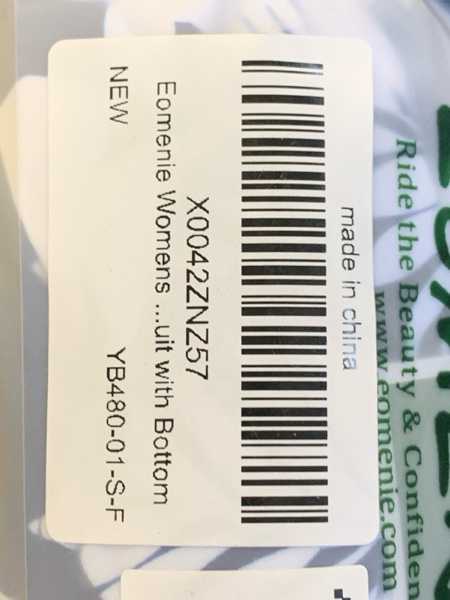 Ride the Beauty & Confiden
www.eomenie.com
made in china
X0042ZNZ57
Eomenie Womens ...uit with Bottom
NEW YB480-01-S-F